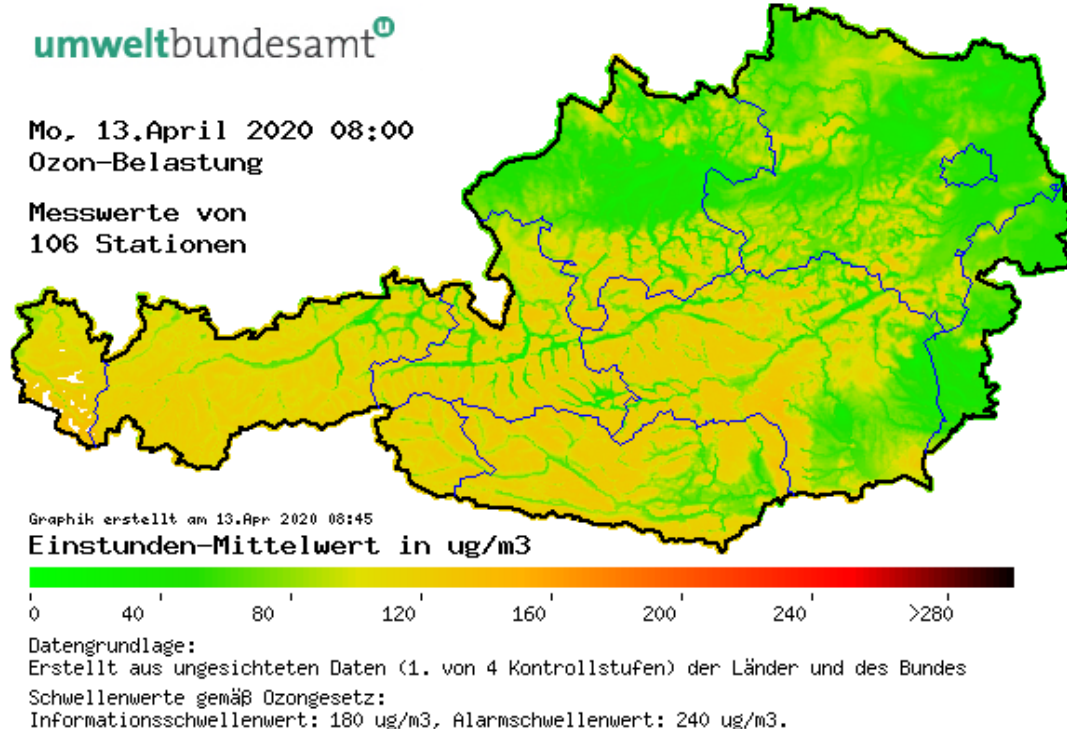 umweltbundesamt u
Mo, 13.April 2020 08:00
Ozon-Belastung
Messwerte von
106 Stationen
Graphik erstellt am 13.Apr 2020 08:45
Einstunden-Mittelwert in ug/m3
0 40 80 120 160 200 240 >280
Datengrundlage:
Erstellt aus ungesichteten Daten (1. von 4 Kontrollstufen) der Länder und des Bundes
Schwellenwerte gemäß Ozongesetz:
Informationsschwellenwert: 180 ug/m3, Alarmschwellenwert: 240 ug/m3.